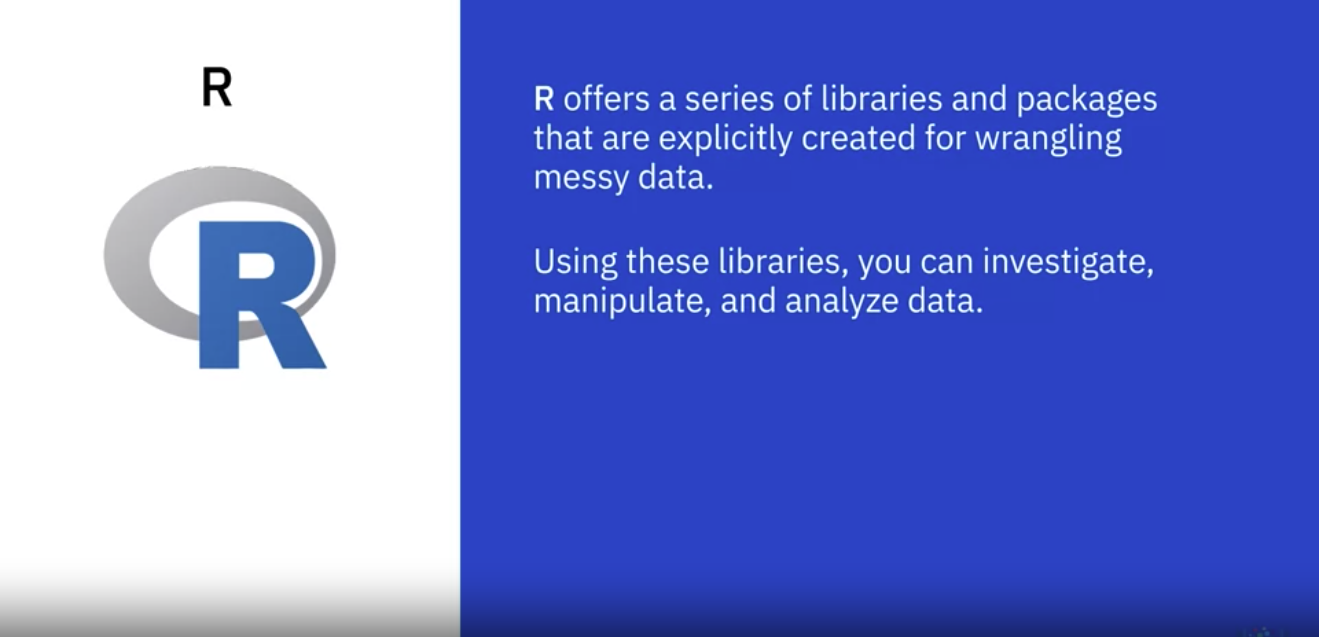 R
R
R offers a series of libraries and packages
that are explicitly created for wrangling
messy data.
Using these libraries, you can investigate,
manipulate, and analyze data.